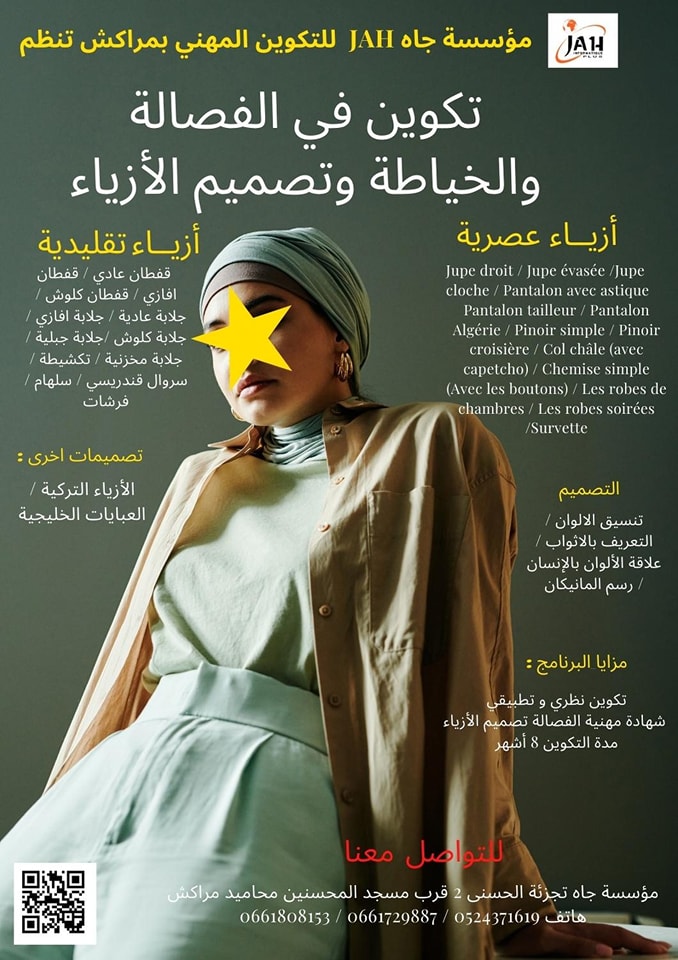 مؤسسة جاه JAH للتكوين المهني بمراكش تنظم
JAH
INFORMATIQUE
PLUS
تكوين في الفصالة
والخياطة وتصميم الأزياء
أزيـــاء عصرية
Jupe droit / Jupe évasée /Jupe
cloche / Pantalon avec astique
Pantalon tailleur / Pantalon
Algérie / Pinoir simple / Pinoir
croisière / Col châle (avec
capetcho) / Chemise simple
(Avec les boutons) / Les robes de
chambres / Les robes soirées
/Survette
أزيـــاء تقليدية
قفطان عادي / قفطان
افازي / قفطان كلوش /
جلابة عادية / جلابة افازي /
جلابة كلوش /جلابة جبلية /
جلابة مخزنية / تكشيطة /
سروال قندريسي / سلهام /
فرشات
تصميمات اخرى :
الأزياء التركية /
العبايات الخليجية
التصميم
تنسيق الالوان /
التعريف بالاثواب /
علاقة الألوان بالإنسان
/ رسم المانيكان
مزايا البرنامج :
تكوين نظري و تطبيقي
شهادة مهنية الفصالة تصميم الأزياء
مدة التكوين 8 أشهر
للتواصل معنا
مؤسسة جاه تجزئة الحسنى 2 قرب مسجد المحسنين محاميد مراكش
هاتف 0524371619 / 0661729887 / 0661808153